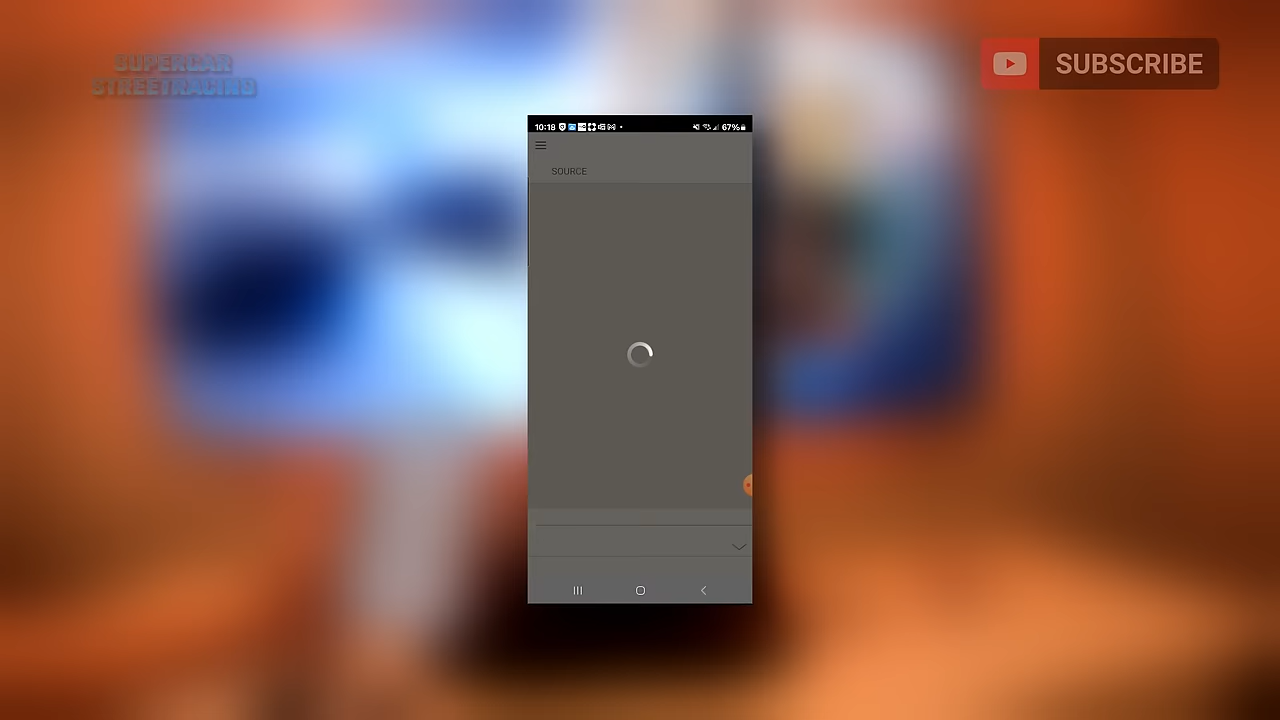 SUPERCAR
STREETRACING
SUBSCRIBE
10:18
67%
SOURCE